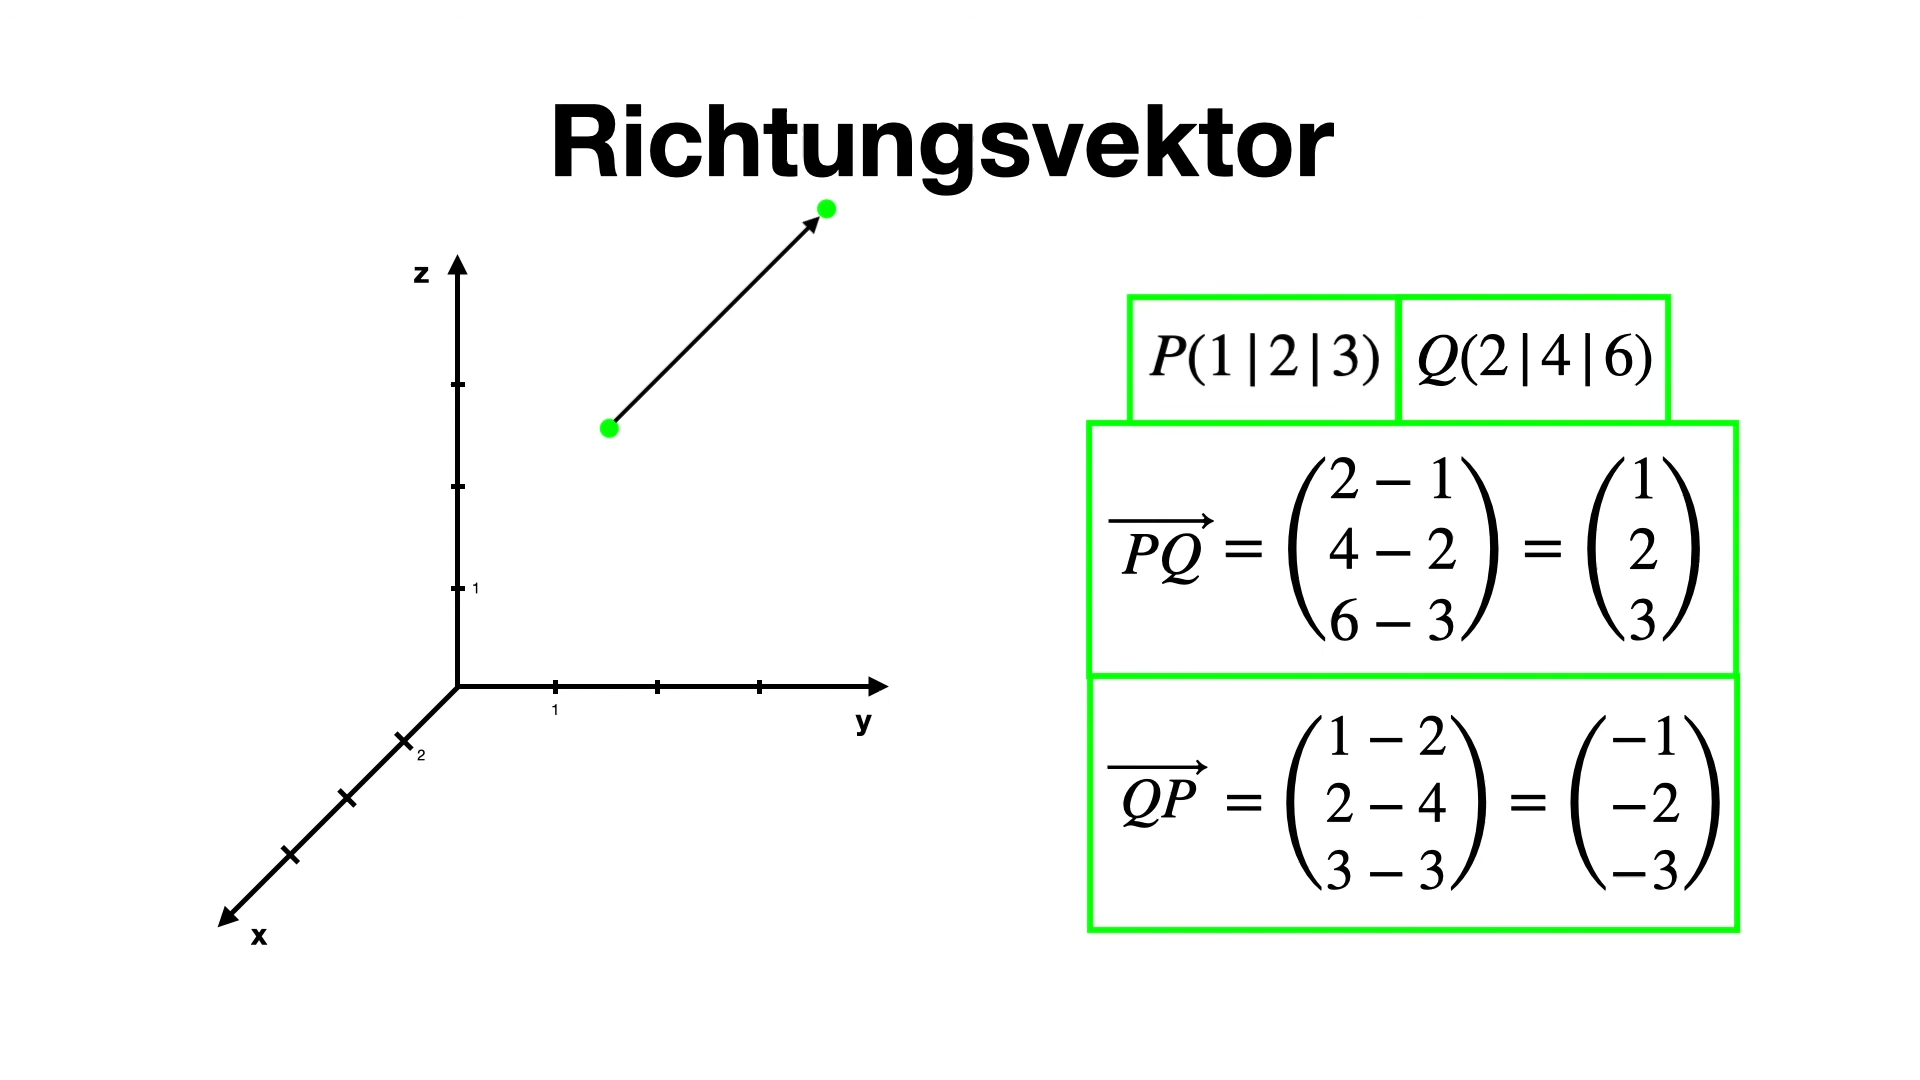 Richtungsvektor
z
1
1
y
2
x
P(1|2|3) Q(2|4|6)
2 − 1 1
4 − 2 2
PQ = =
6 − 3 3
1 − 2 −1
2 − 4 −2
QP = =
3 − 3 −3